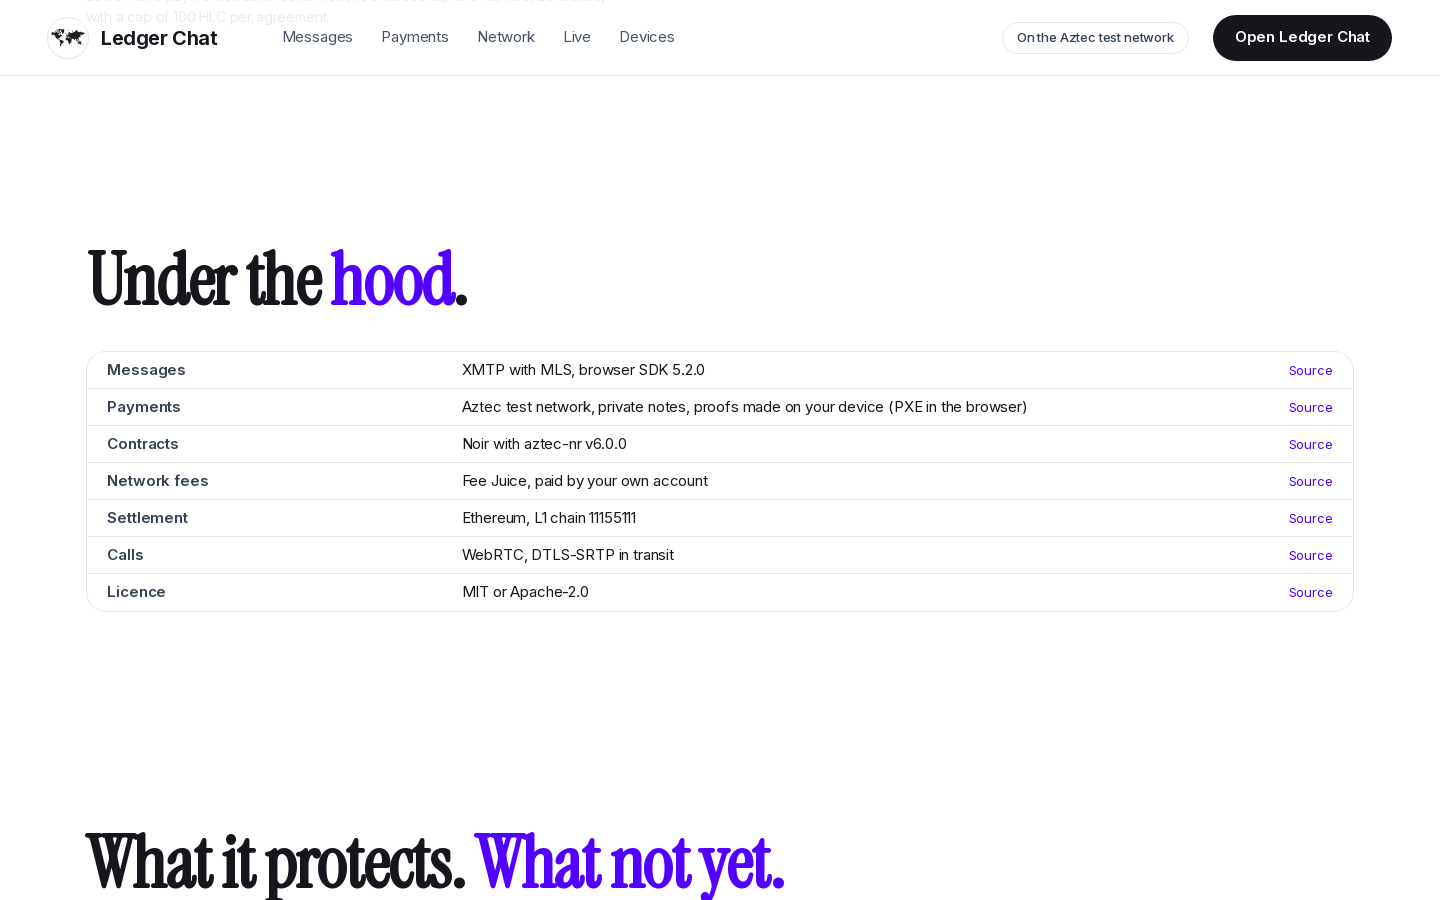 with a cap of 100 HLC per agreement.
Ledger Chat
Messages
Payments
Network
Live
Devices
On the Aztec test network
Open Ledger Chat
Under the hood.
Messages XMTP with MLS, browser SDK 5.2.0 Source
Payments Aztec test network, private notes, proofs made on your device (PXE in the browser) Source
Contracts Noir with aztec-nr v6.0.0 Source
Network fees Fee Juice, paid by your own account Source
Settlement Ethereum, L1 chain 11155111 Source
Calls WebRTC, DTLS-SRTP in transit Source
Licence MIT or Apache-2.0 Source
What it protects. What not yet.